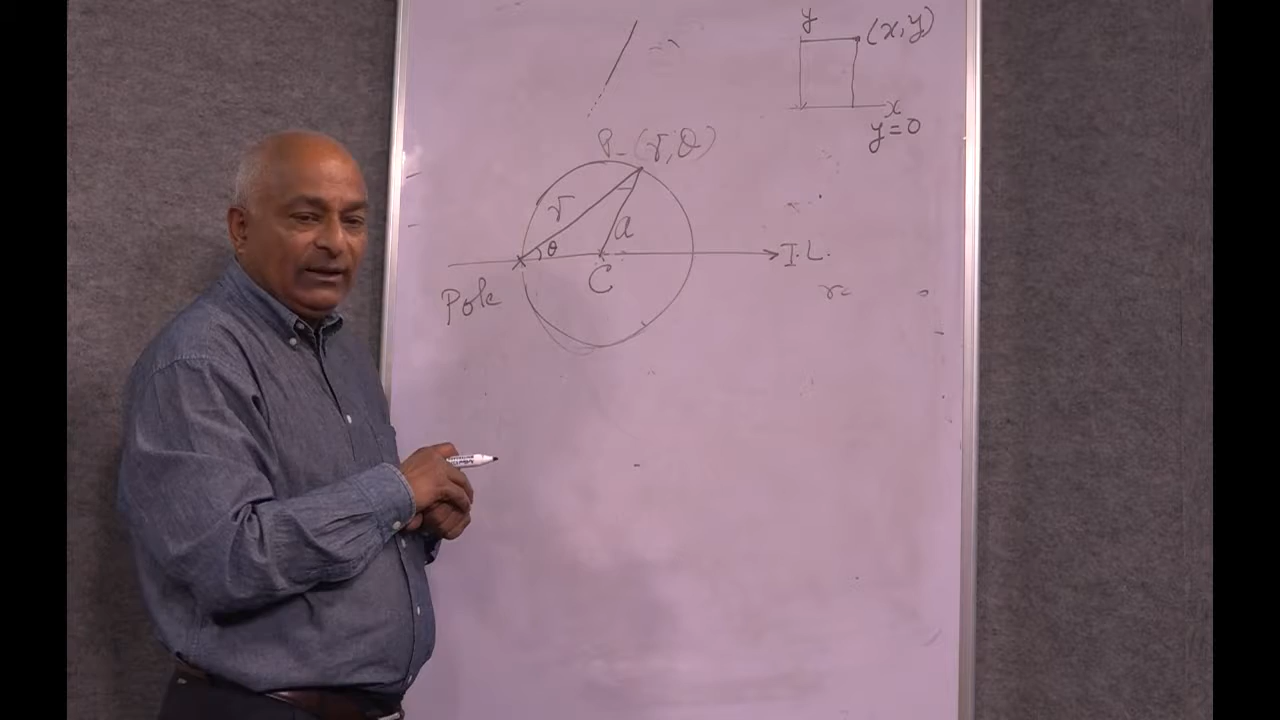 y
(x,y)
x
y=0
P (r,θ)
r
a
θ
I.L.
C
Pole
r=